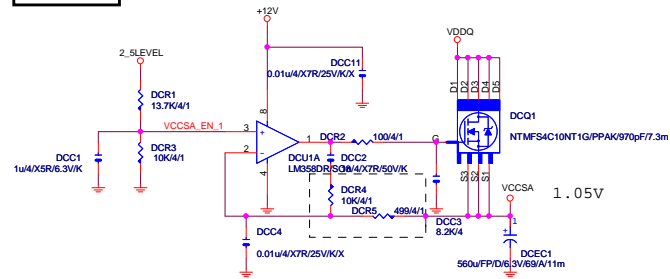 +12V
VDDQ
2_5LEVEL
DCC11
0.01u/4/X7R/25V/K/X
D1
D2
D3
D4
D5
DCR1
13.7K/4/1
VCCSA_EN_1
8
3
+
1
DCR2
100/4/1
G
DCQ1
NTMFS4C10NT1G/PPAK/970pF/7.3m
DCC1
1u/4/X5R/6.3V/K
DCR3
10K/4/1
2
4
DCU1A
LM358DR/SO8
DCC2
/4/X7R/50V/K
S3
S2
S1
DCR4
10K/4/1
DCR5
499/4/1
VCCSA
1.05V
DCC3
8.2K/4
DCC4
0.01u/4/X7R/25V/K/X
1
+
DCEC1
560u/FP/D/6.3V/69/A/11m